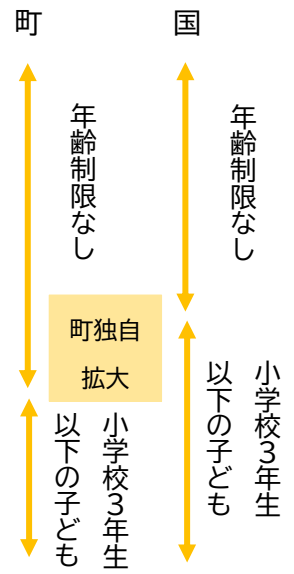 町
国
年齢制限なし
年齢制限なし
町独自
拡大
小学校３年生
以下の子ども
小学校３年生
以下の子ども